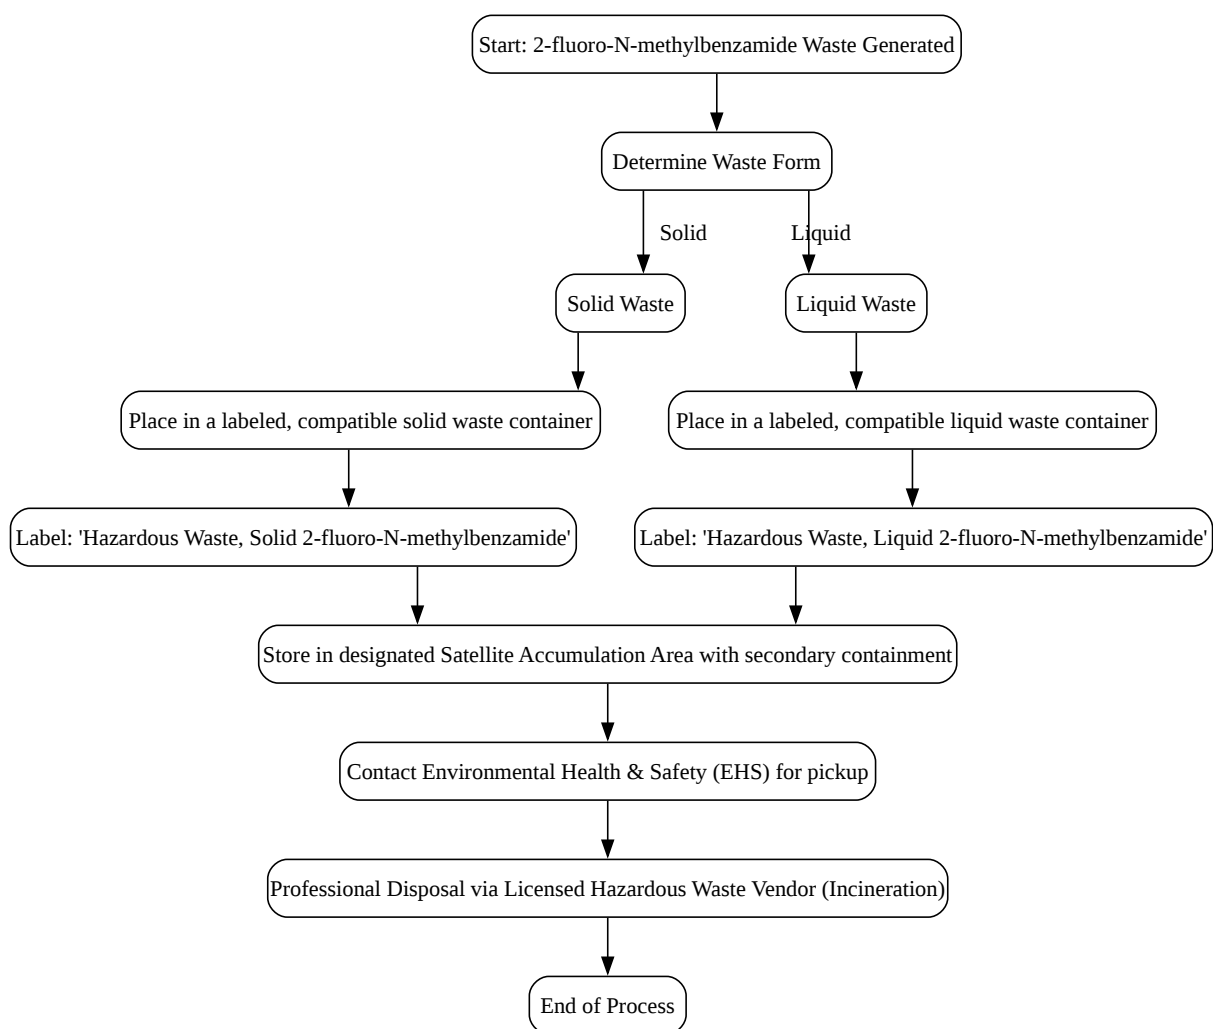 Start: 2-fluoro-N-methylbenzamide Waste Generated
Determine Waste Form
Solid
Liquid
Solid Waste
Liquid Waste
Place in a labeled, compatible solid waste container
Place in a labeled, compatible liquid waste container
Label: 'Hazardous Waste, Solid 2-fluoro-N-methylbenzamide'
Label: 'Hazardous Waste, Liquid 2-fluoro-N-methylbenzamide'
Store in designated Satellite Accumulation Area with secondary containment
Contact Environmental Health & Safety (EHS) for pickup
Professional Disposal via Licensed Hazardous Waste Vendor (Incineration)
End of Process